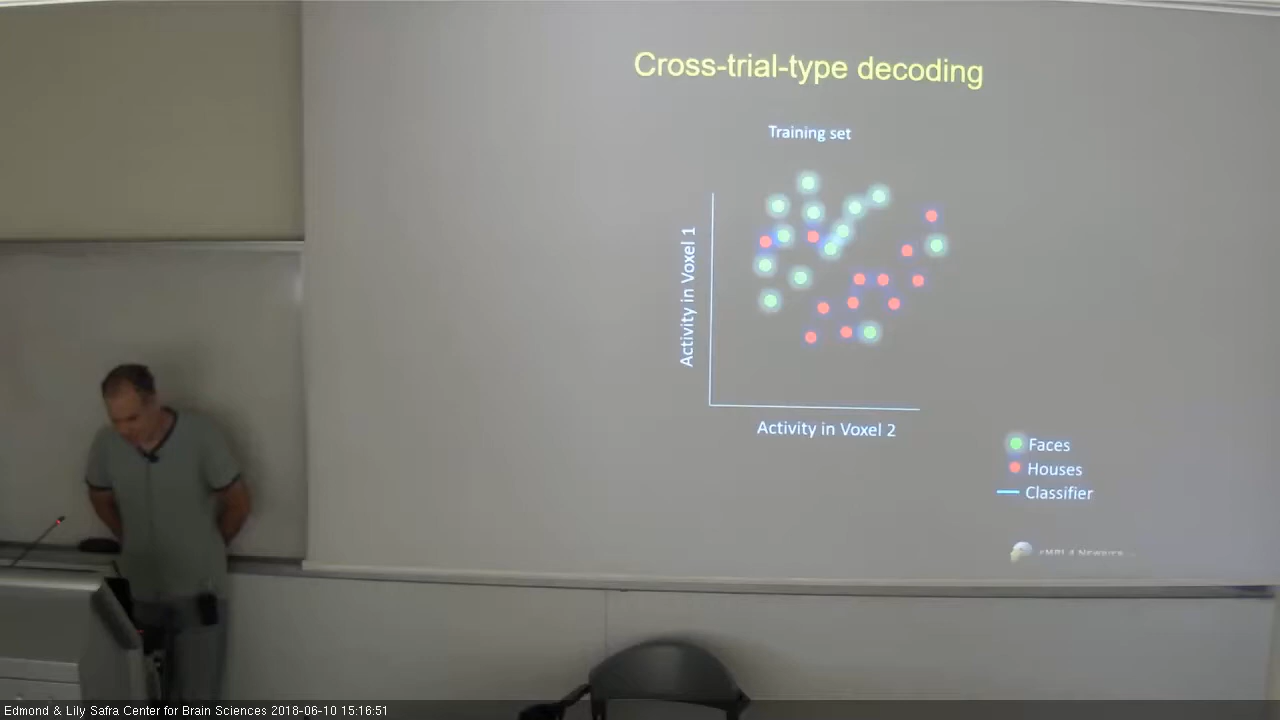 Cross-trial-type decoding
Training set
Activity in Voxel 1
Activity in Voxel 2
Faces
Houses
Classifier
Edmond & Lily Safra Center for Brain Sciences 2018-06-10 15:16:51